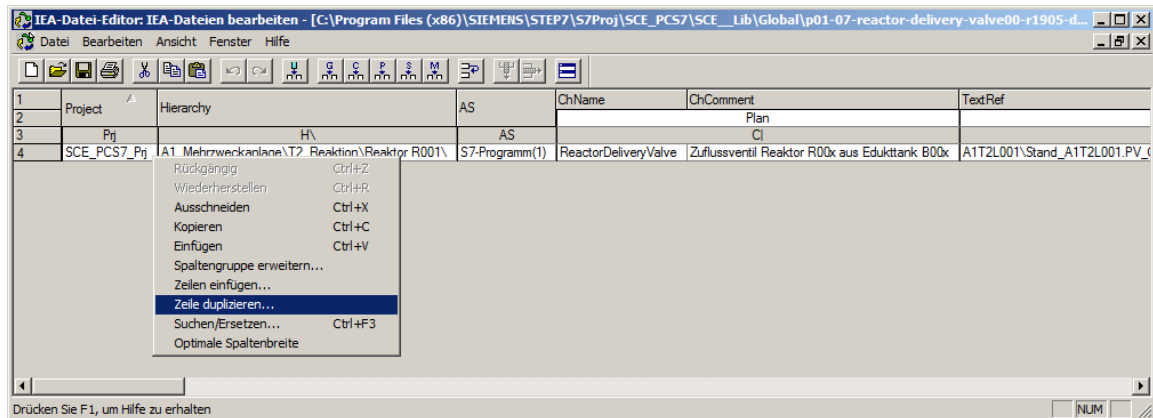 IEA-Datei-Editor: IEA-Dateien bearbeiten - [C:\Program Files (x86)\SIEMENS\STEP7\S7Proj\SCE_PCS7\SCE__Lib\Global\p01-07-reactor-delivery-valve00-r1905-d...
Datei Bearbeiten Ansicht Fenster Hilfe
U G C P S M
1 Project Hierarchy AS ChName ChComment TextRef
2 Plan
3 Prj H\ AS C|
4 SCE_PCS7_Prj A1_Mehrzweckanlage\T2_Reaktion\Reaktor R001\ S7-Programm(1) ReactorDeliveryValve Zuflussventil Reaktor R00x aus Edukttank B00x A1T2L001\Stand_A1T2L001.PV_
Rückgängig Ctrl+Z
Wiederherstellen Ctrl+R
Ausschneiden Ctrl+X
Kopieren Ctrl+C
Einfügen Ctrl+V
Spaltengruppe erweitern...
Zeilen einfügen...
Zeile duplizieren...
Suchen/Ersetzen... Ctrl+F3
Optimale Spaltenbreite
Drücken Sie F1, um Hilfe zu erhalten NUM